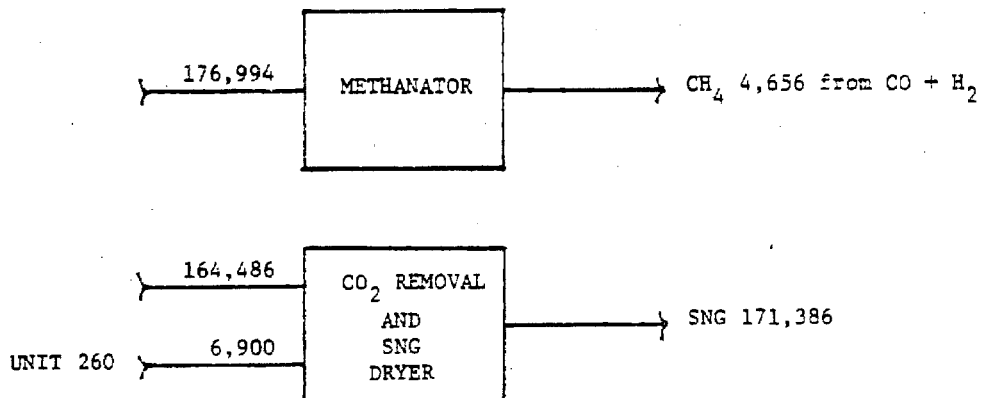 176,994
METHANATOR
CH4 4,656 from CO + H2
164,486
CO2 REMOVAL
AND
SNG
DRYER
SNG 171,386
UNIT 260
6,900